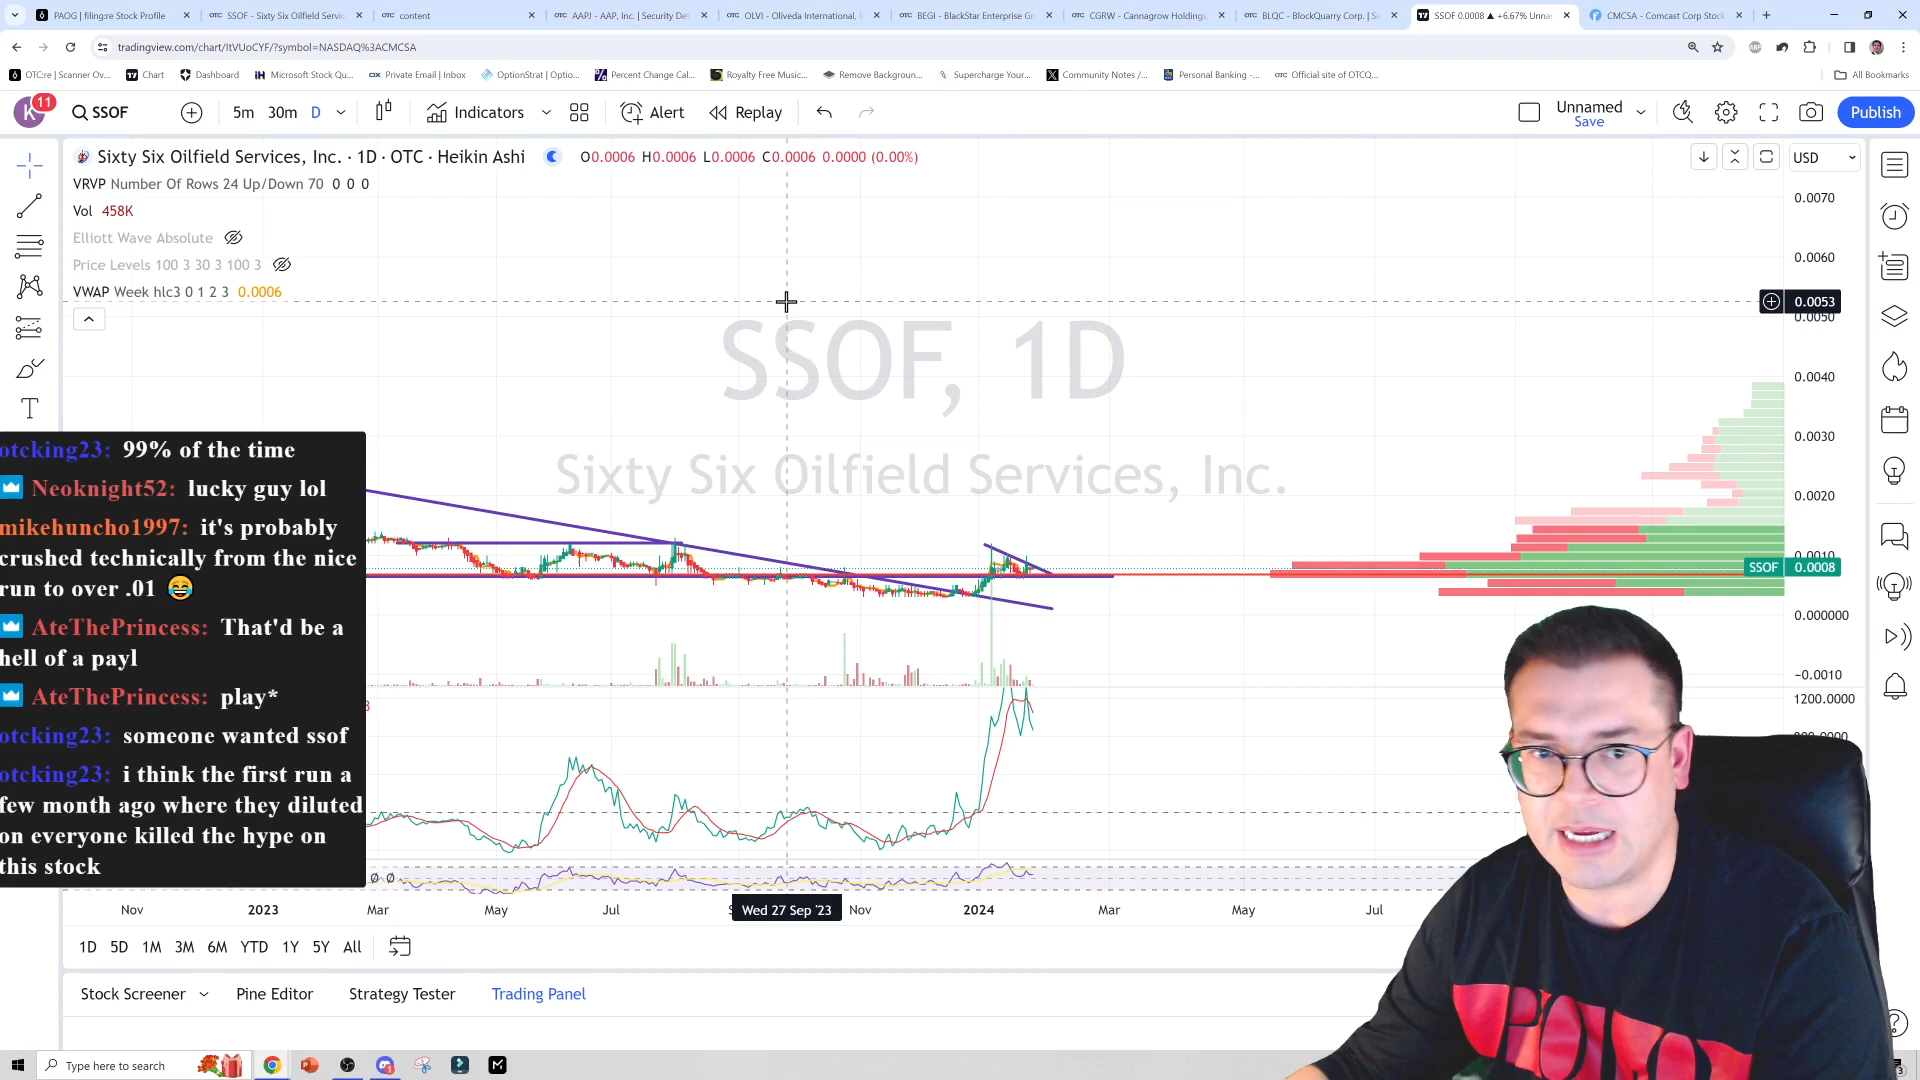 PAOG | filing:re Stock Profile
SSOF - Sixty Six Oilfield Servic
content
AAPJ - AAP, Inc. | Security Det
OLVI - Oliveda International, I
BEGI - BlackStar Enterprise Gr
CGRW - Cannagrow Holdings,
BLQC - BlockQuarry Corp. | Se
SSOF 0.0008 ▲ +6.67% Unna
CMCSA - Comcast Corp Stock
tradingview.com/chart/ItVUoCYF/?symbol=NASDAQ%3ACMCSA
OTC:re | Scanner Ov...
Chart
Dashboard
Microsoft Stock Qu...
Private Email | Inbox
OptionStrat | Optio...
Percent Change Cal...
Royalty Free Music...
Remove Backgroun...
Supercharge Your...
Community Notes /...
Personal Banking -...
Official site of OTCQ...
All Bookmarks
K 11
SSOF
5m 30m D
Indicators
Alert
Replay
Unnamed
Save
Publish
Sixty Six Oilfield Services, Inc. · 1D · OTC · Heikin Ashi
O0.0006 H0.0006 L0.0006 C0.0006 0.0000 (0.00%)
USD
VRVP Number Of Rows 24 Up/Down 70 0 0 0
Vol 458K
Elliott Wave Absolute
Price Levels 100 3 30 3 100 3
VWAP Week hlc3 0 1 2 3 0.0006
SSOF, 1D
Sixty Six Oilfield Services, Inc.
0.0070
0.0060
0.0053
0.0050
0.0040
0.0030
0.0020
0.0010
SSOF 0.0008
0.000000
−0.0010
1200.0000
otcking23: 99% of the time
Neoknight52: lucky guy lol
mikehuncho1997: it's probably
crushed technically from the nice
run to over .01 😂
AteThePrincess: That'd be a
hell of a payl
AteThePrincess: play*
otcking23: someone wanted ssof
otcking23: i think the first run a
few month ago where they diluted
on everyone killed the hype on
this stock
Ø Ø
Nov 2023 Mar May Jul Wed 27 Sep '23 Nov 2024 Mar May Jul
1D 5D 1M 3M 6M YTD 1Y 5Y All
Stock Screener Pine Editor Strategy Tester Trading Panel
Type here to search